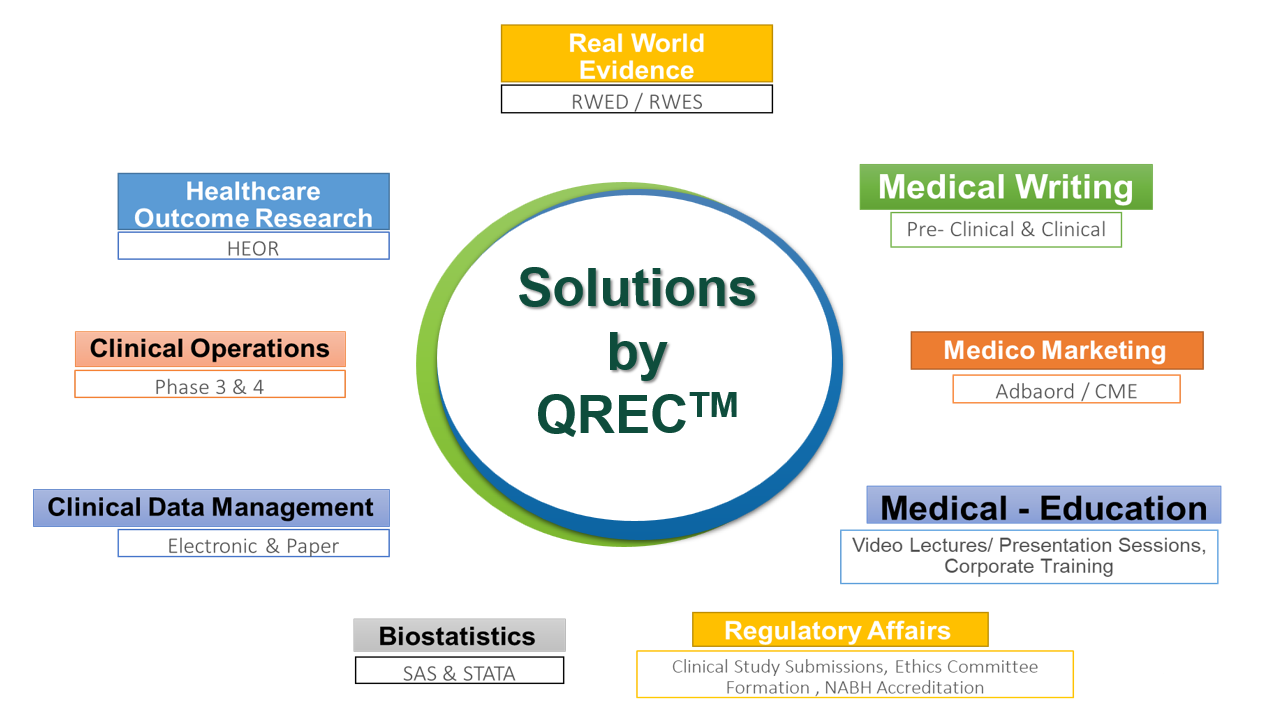 Real World
Evidence
RWED / RWES
Healthcare
Outcome Research
HEOR
Medical Writing
Pre- Clinical & Clinical
Solutions
by
QREC™
Clinical Operations
Phase 3 & 4
Medico Marketing
Adbaord / CME
Clinical Data Management
Electronic & Paper
Medical - Education
Video Lectures/ Presentation Sessions,
Corporate Training
Biostatistics
SAS & STATA
Regulatory Affairs
Clinical Study Submissions, Ethics Committee
Formation , NABH Accreditation